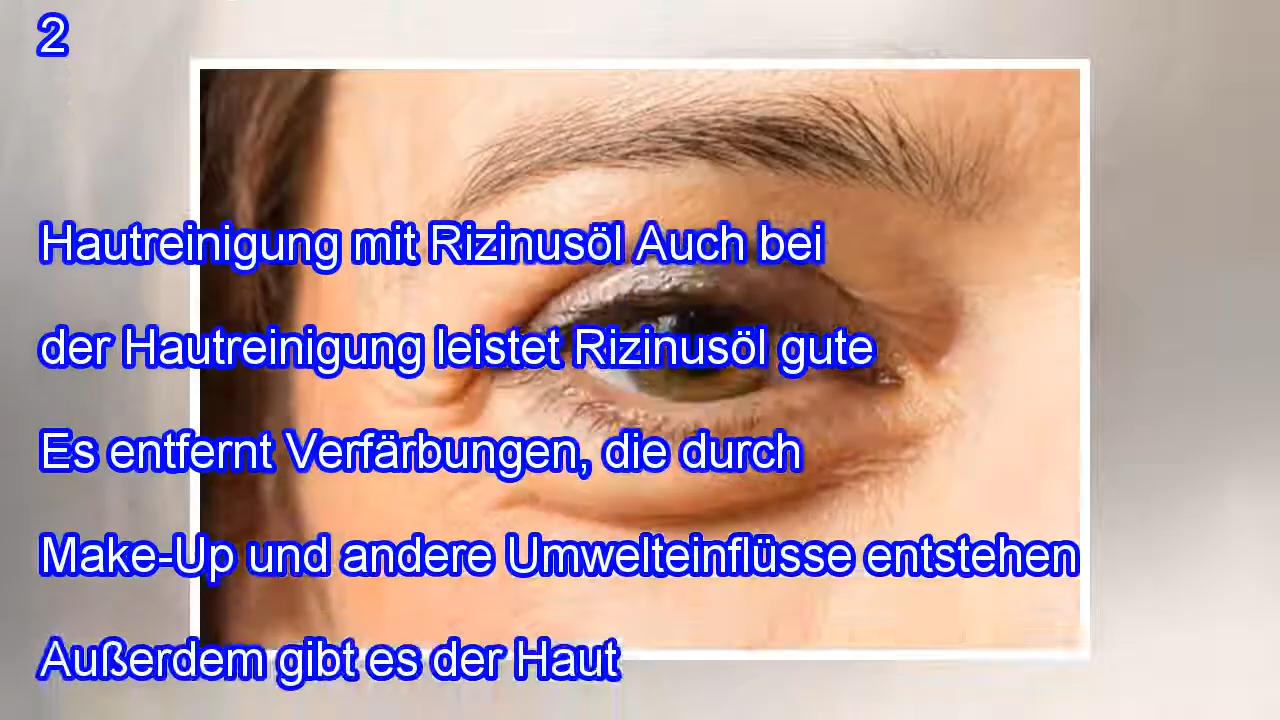 2
Hautreinigung mit Rizinusöl Auch bei
der Hautreinigung leistet Rizinusöl gute
Es entfernt Verfärbungen, die durch
Make-Up und andere Umwelteinflüsse entstehen
Außerdem gibt es der Haut